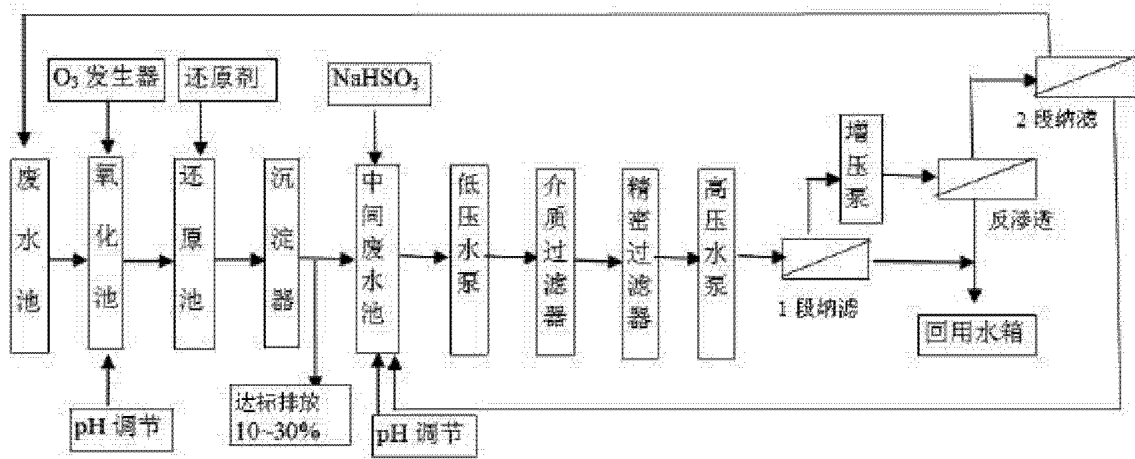 O3 发生器
还原剂
NaHSO3
废水池
氧化池
还原池
沉淀器
中间废水池
低压水泵
介质过滤器
精密过滤器
高压水泵
增压泵
2 段纳滤
反渗透
1 段纳滤
回用水箱
pH 调节
达标排放
10~30%
pH 调节